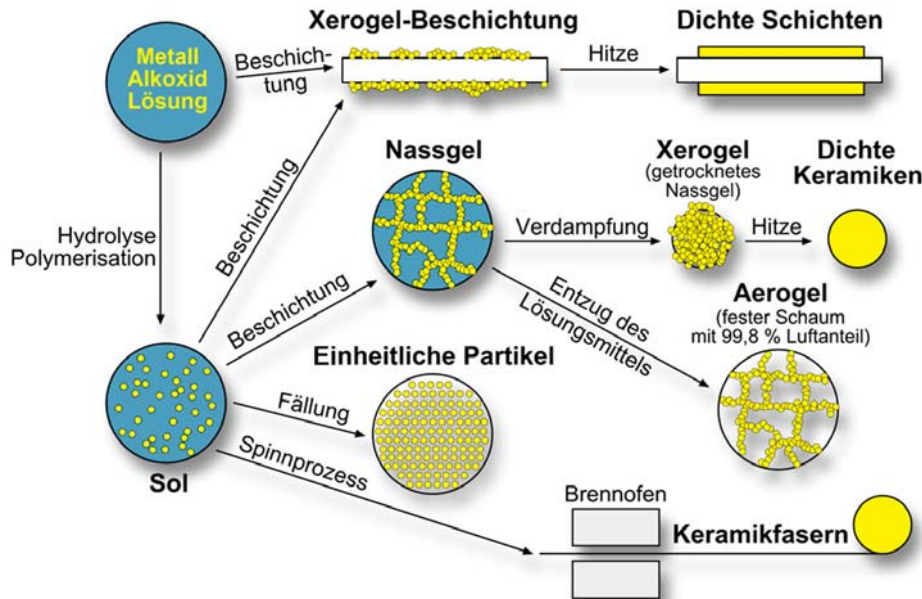 Xerogel-Beschichtung
Dichte Schichten
Metall
Alkoxid
Lösung
Beschich-
tung
Hitze
Nassgel
Xerogel
(getrocknetes
Nassgel)
Dichte
Keramiken
Beschichtung
Hydrolyse
Polymerisation
Verdampfung
Hitze
Beschichtung
Entzug des
Lösungsmittels
Aerogel
(fester Schaum
mit 99,8 % Luftanteil)
Einheitliche Partikel
Fällung
Spinnprozess
Sol
Brennofen
Keramikfasern